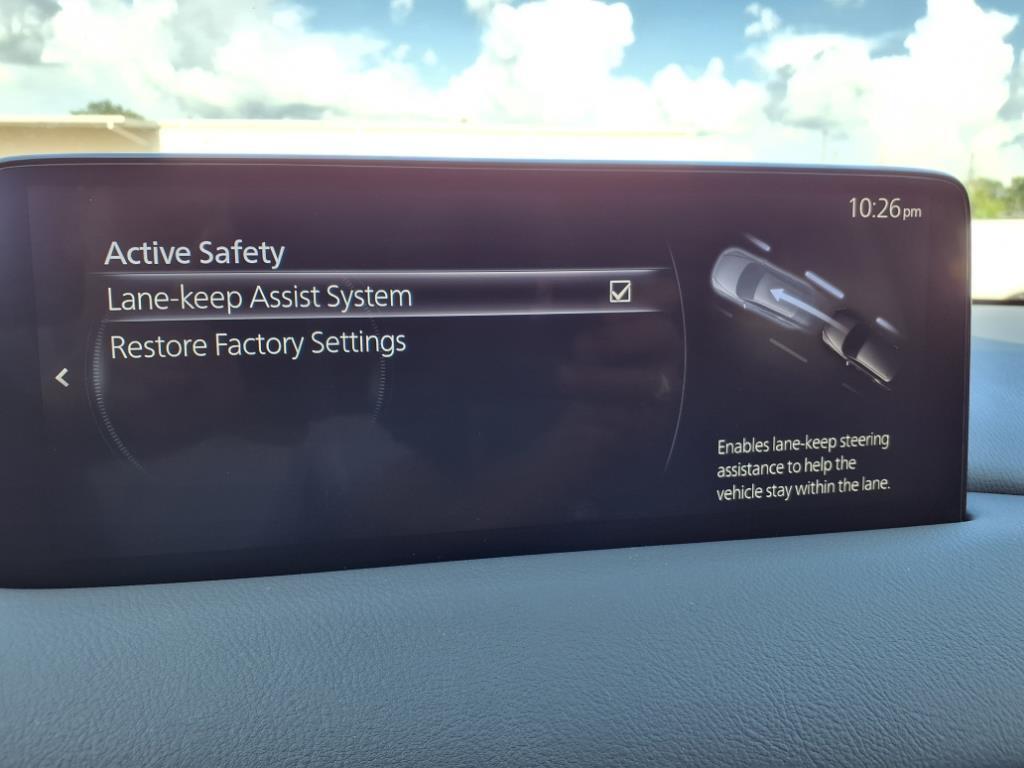 10:26pm
Active Safety
Lane-keep Assist System
Restore Factory Settings
Enables lane-keep steering
assistance to help the
vehicle stay within the lane.